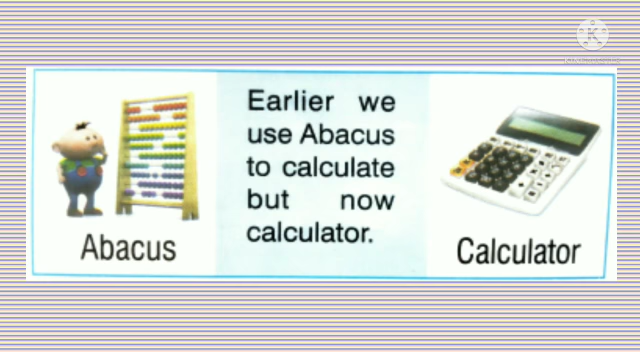 Earlier we
use Abacus
to calculate
but now
calculator.
Abacus
Calculator